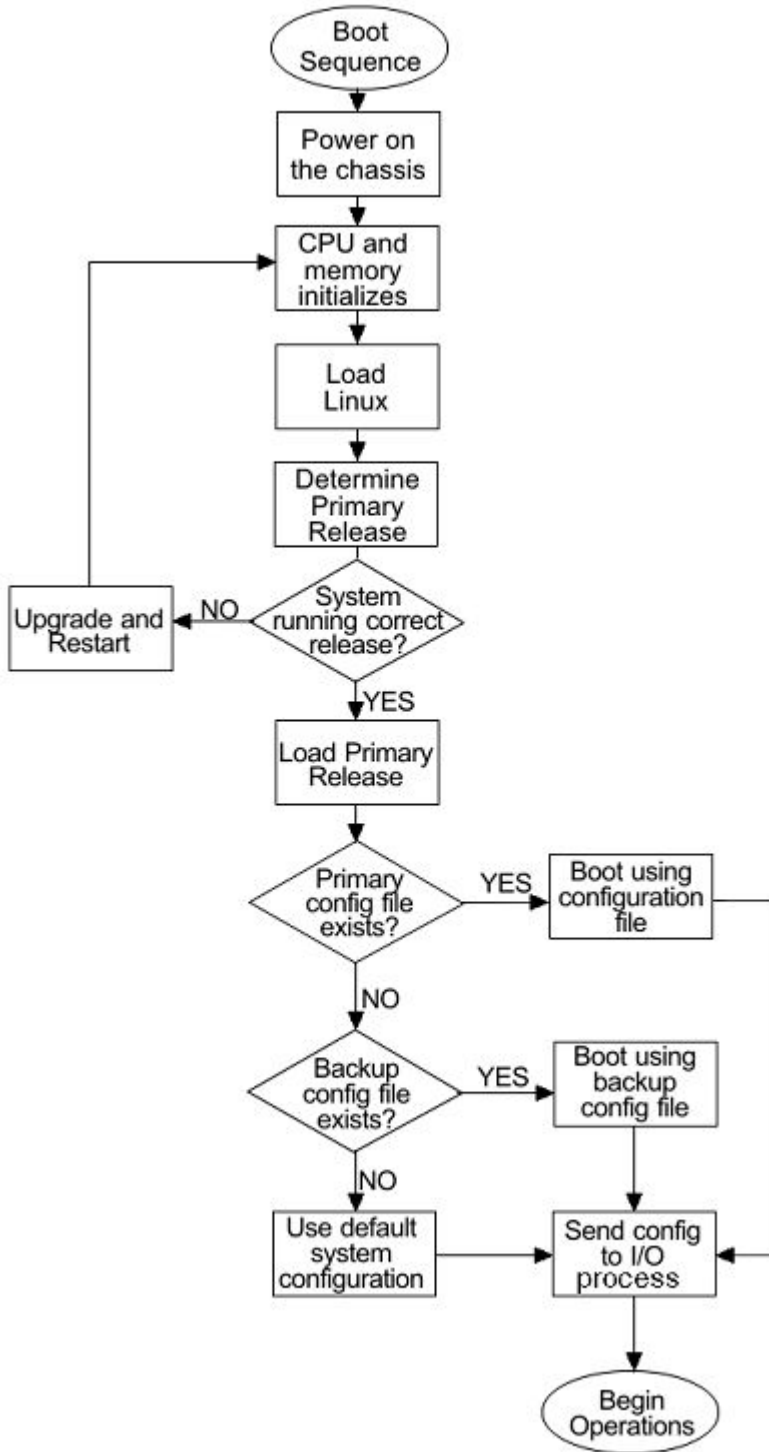 Boot
Sequence
Power on
the chassis
CPU and
memory
initializes
Load
Linux
Determine
Primary
Release
System
running correct
release?
NO
Upgrade and
Restart
YES
Load Primary
Release
Primary
config file
exists?
YES
Boot using
configuration
file
NO
Backup
config file
exists?
YES
Boot using
backup
config file
NO
Use default
system
configuration
Send config
to I/O
process
Begin
Operations